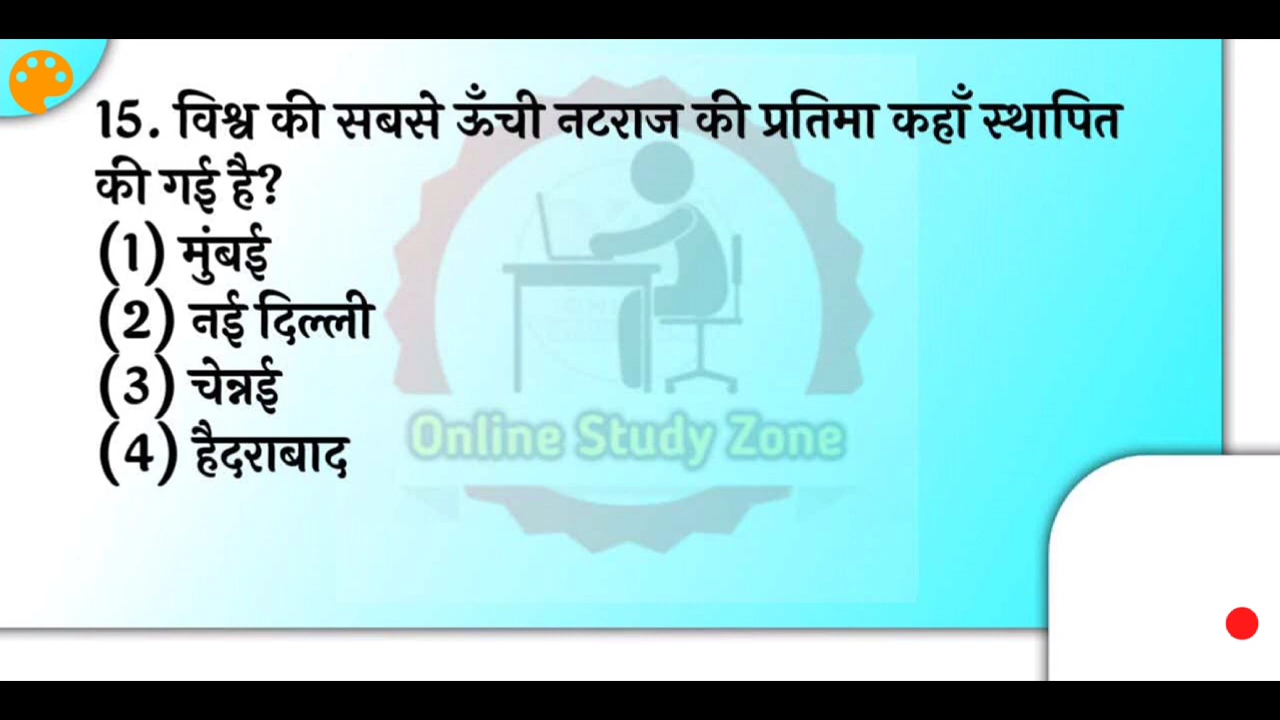 15. विश्व की सबसे ऊँची नटराज की प्रतिमा कहाँ स्थापित
की गई है?
(1) मुंबई
(2) नई दिल्ली
(3) चेन्नई
(4) हैदराबाद
Online Study Zone